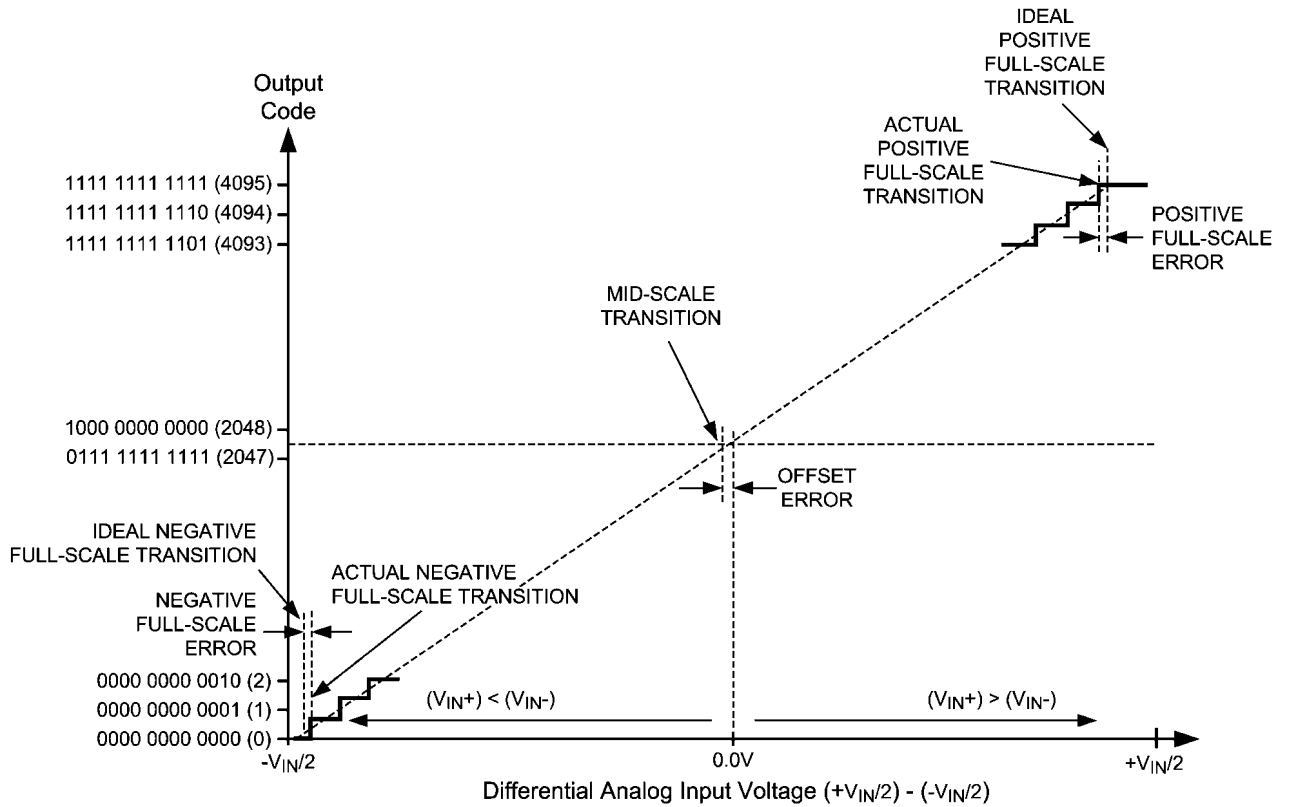 IDEAL
POSITIVE
FULL-SCALE
TRANSITION
Output
Code
ACTUAL
POSITIVE
FULL-SCALE
TRANSITION
1111 1111 1111 (4095)
1111 1111 1110 (4094)
1111 1111 1101 (4093)
POSITIVE
FULL-SCALE
ERROR
MID-SCALE
TRANSITION
1000 0000 0000 (2048)
0111 1111 1111 (2047)
OFFSET
ERROR
IDEAL NEGATIVE
FULL-SCALE TRANSITION
ACTUAL NEGATIVE
FULL-SCALE TRANSITION
NEGATIVE
FULL-SCALE
ERROR
0000 0000 0010 (2)
0000 0000 0001 (1)
0000 0000 0000 (0)
(VIN+) < (VIN-)
(VIN+) > (VIN-)
-VIN/2
0.0V
+VIN/2
Differential Analog Input Voltage (+VIN/2) - (-VIN/2)